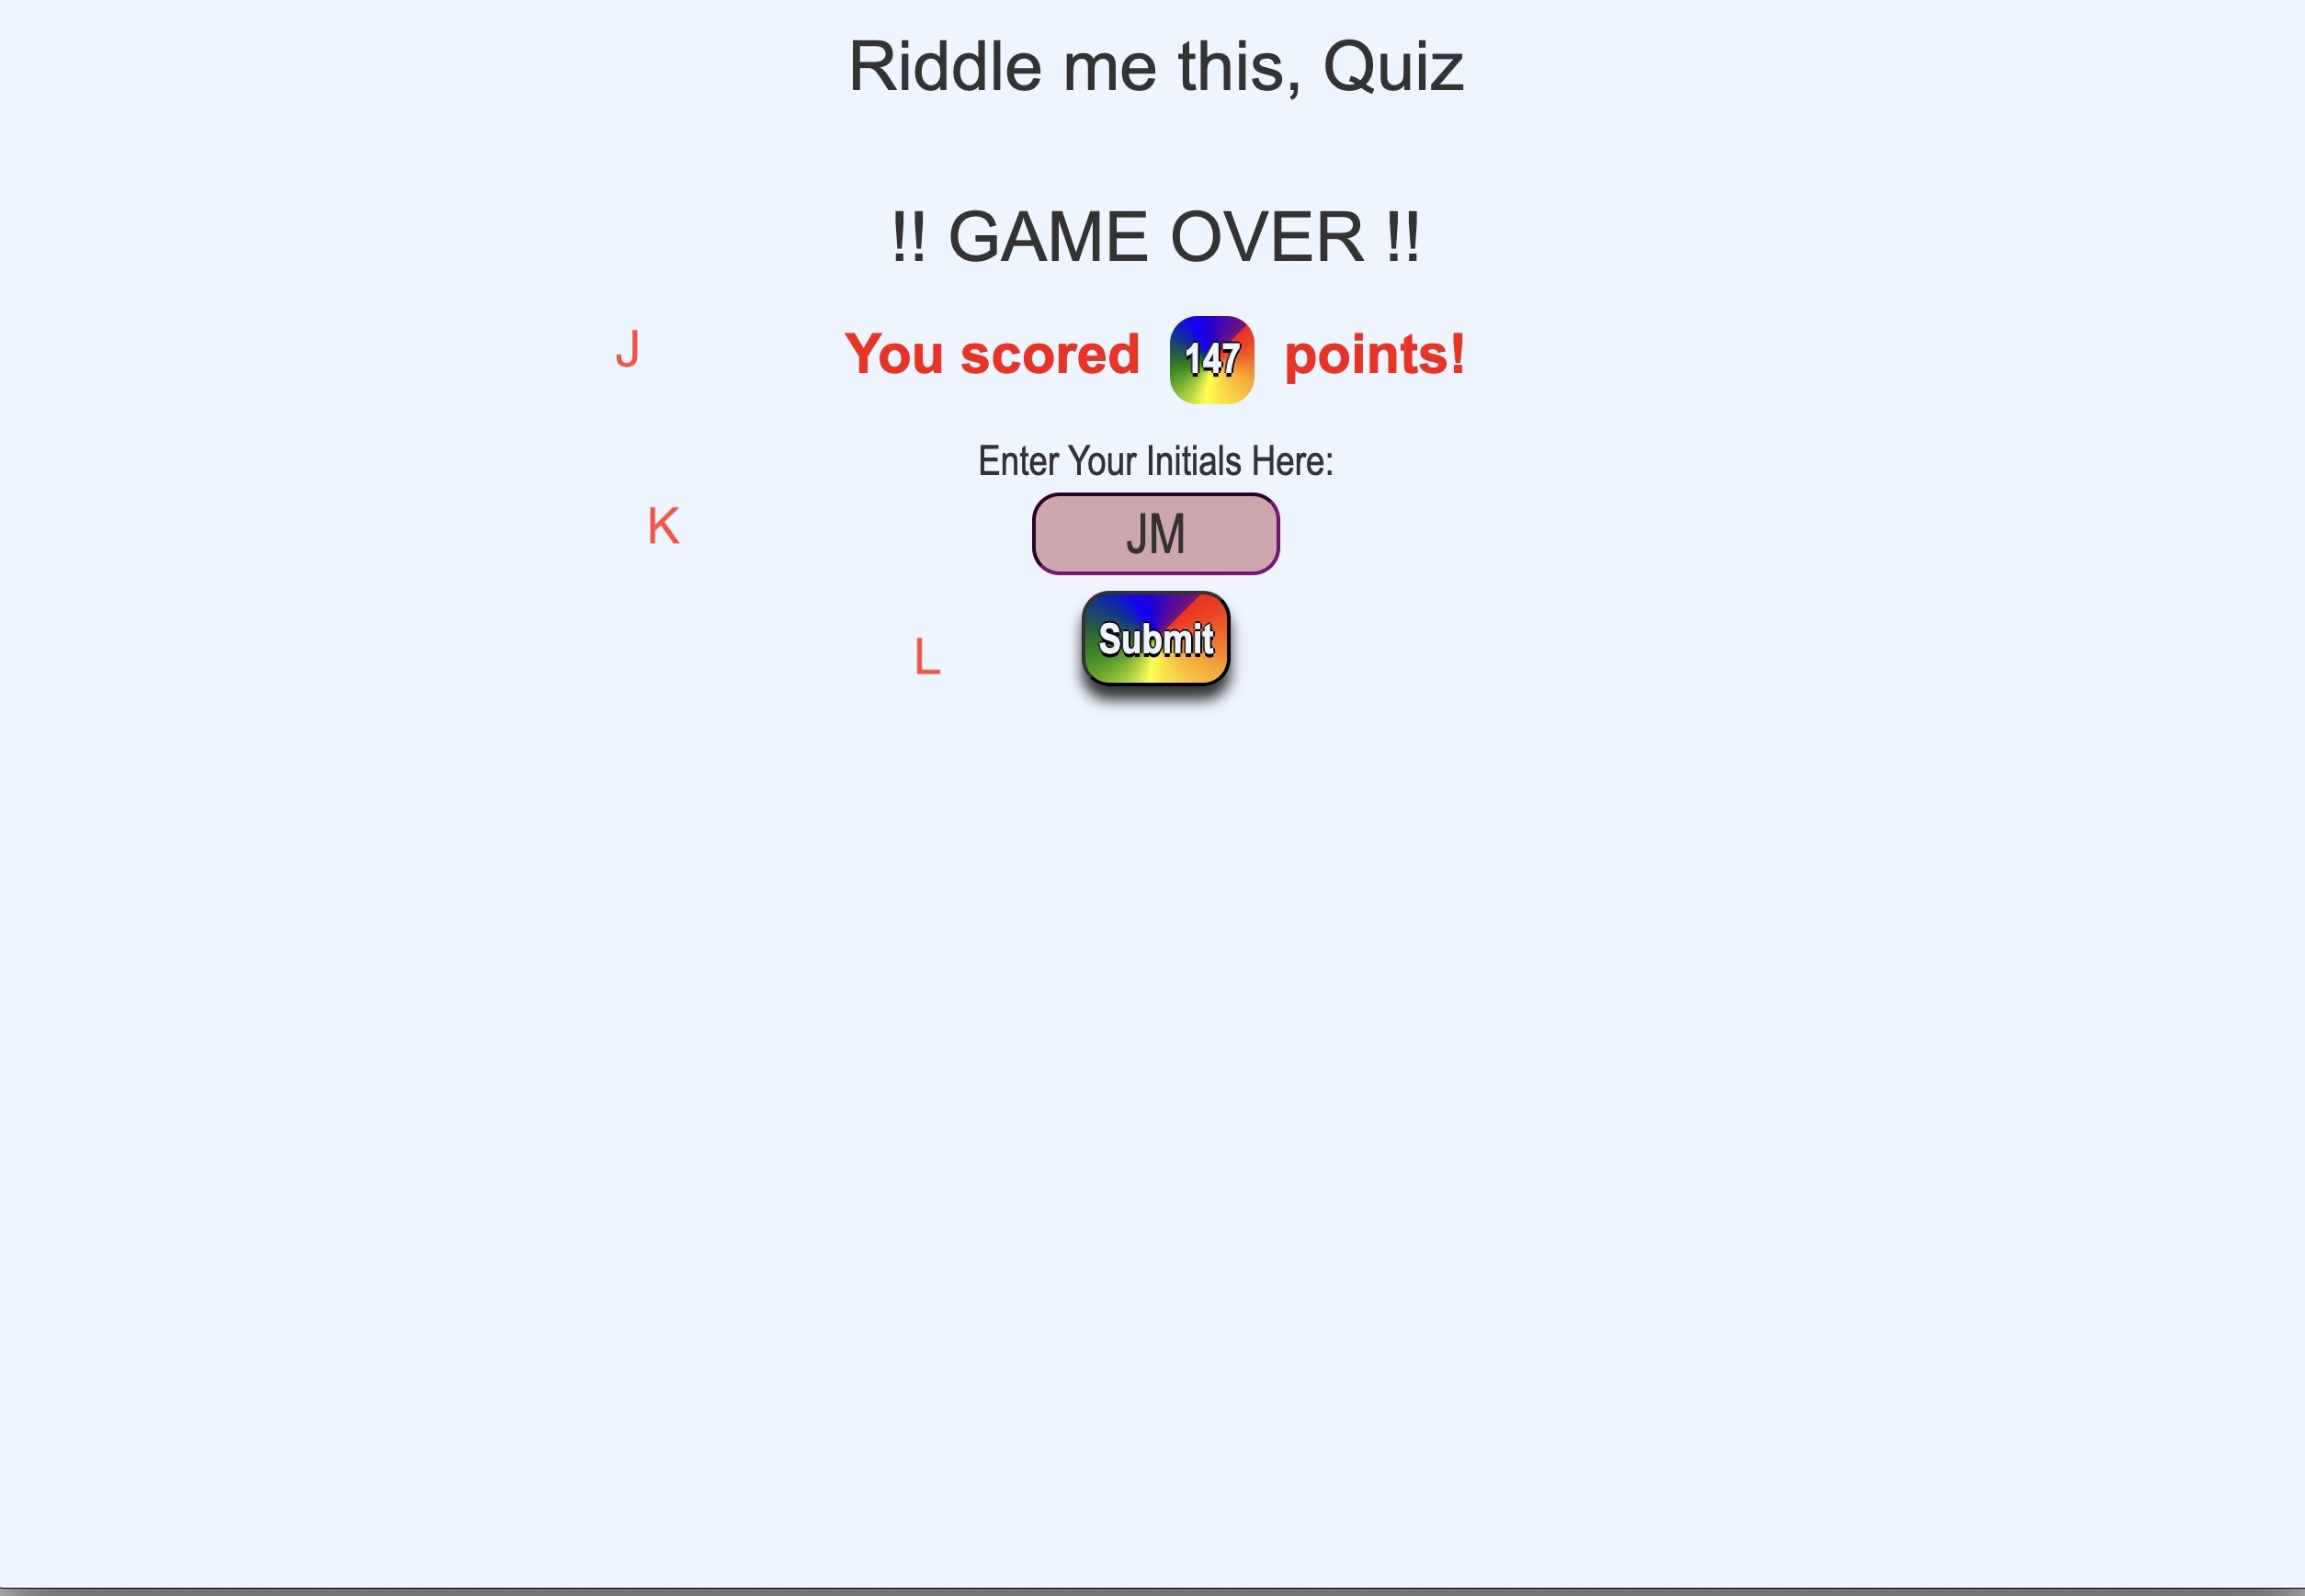 Riddle me this, Quiz
!! GAME OVER !!
J You scored 147 points!
Enter Your Initials Here:
K JM
L Submit